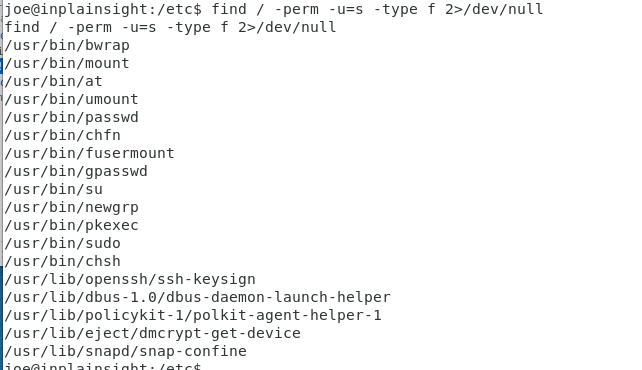 joe@inplainsight:/etc$ find / -perm -u=s -type f 2>/dev/null
find / -perm -u=s -type f 2>/dev/null
/usr/bin/bwrap
/usr/bin/mount
/usr/bin/at
/usr/bin/umount
/usr/bin/passwd
/usr/bin/chfn
/usr/bin/fusermount
/usr/bin/gpasswd
/usr/bin/su
/usr/bin/newgrp
/usr/bin/pkexec
/usr/bin/sudo
/usr/bin/chsh
/usr/lib/openssh/ssh-keysign
/usr/lib/dbus-1.0/dbus-daemon-launch-helper
/usr/lib/policykit-1/polkit-agent-helper-1
/usr/lib/eject/dmcrypt-get-device
/usr/lib/snapd/snap-confine
joe@inplainsight:/etc$